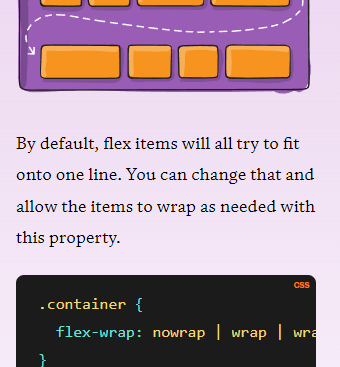 By default, flex items will all try to fit
onto one line. You can change that and
allow the items to wrap as needed with
this property.
CSS
.container {
flex-wrap: nowrap | wrap |
}